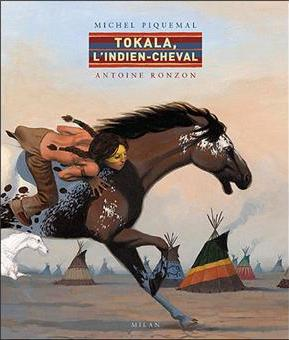 MICHEL PIQUEMAL
TOKALA,
L'INDIEN-CHEVAL
ANTOINE RONZON
MILAN